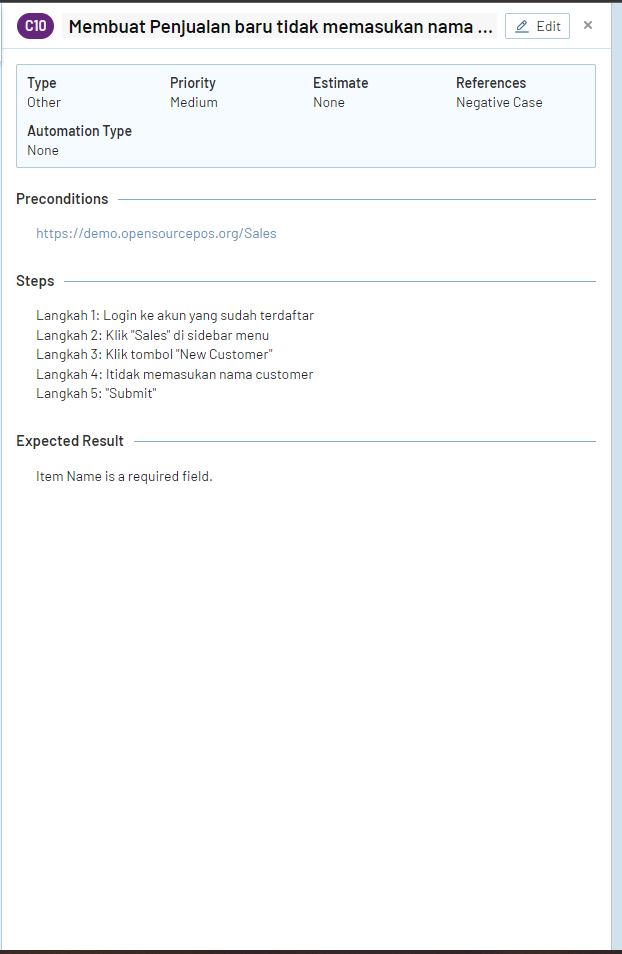 C10 Membuat Penjualan baru tidak memasukan nama ... Edit ×
Type Priority Estimate References
Other Medium None Negative Case
Automation Type
None
Preconditions
https://demo.opensourcepos.org/Sales
Steps
Langkah 1: Login ke akun yang sudah terdaftar
Langkah 2: Klik "Sales" di sidebar menu
Langkah 3: Klik tombol "New Customer"
Langkah 4: Itidak memasukan nama customer
Langkah 5: "Submit"
Expected Result
Item Name is a required field.